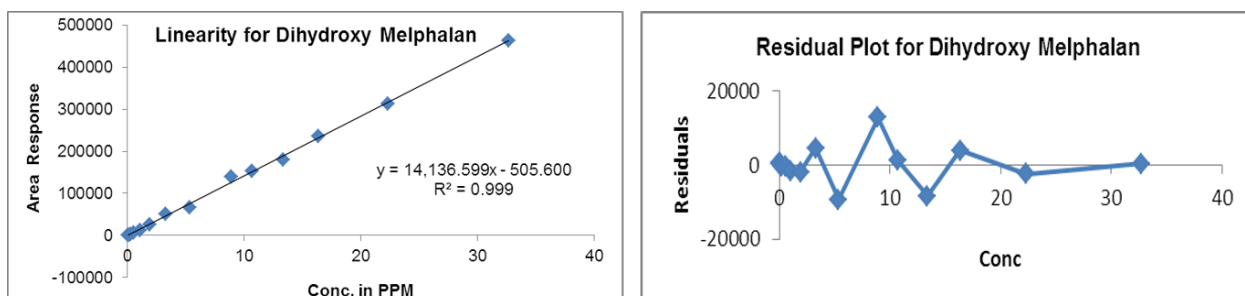 Linearity for Dihydroxy Melphalan
500000
400000
300000
200000
100000
0
-100000
Area Response
y = 14,136.599x - 505.600
R² = 0.999
0 10 20 30 40
Conc. in PPM
Residual Plot for Dihydroxy Melphalan
20000
0
-20000
Residuals
0 10 20 30 40
Conc